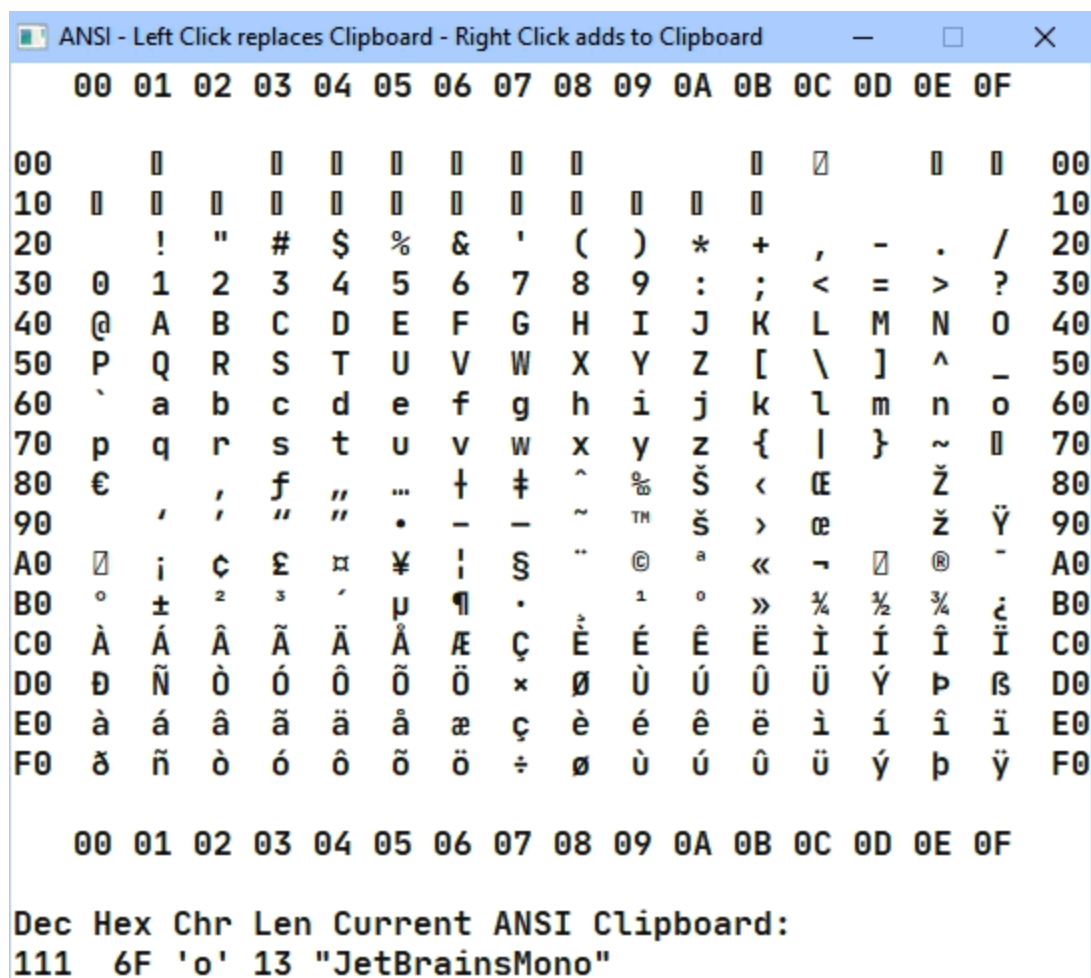 ANSI - Left Click replaces Clipboard - Right Click adds to Clipboard
00 01 02 03 04 05 06 07 08 09 0A 0B 0C 0D 0E 0F
00 00
10 10
20 ! " # $ % & ' ( ) * + , - . / 20
30 0 1 2 3 4 5 6 7 8 9 : ; < = > ? 30
40 @ A B C D E F G H I J K L M N O 40
50 P Q R S T U V W X Y Z [ \ ] ^ _ 50
60 ` a b c d e f g h i j k l m n o 60
70 p q r s t u v w x y z { | } ~ 70
80 € ‚ ƒ „ … † ‡ ˆ ‰ Š ‹ Œ Ž 80
90 ‘ ’ “ ” • – — ˜ ™ š › œ ž Ÿ 90
A0 ¡ ¢ £ ¤ ¥ ¦ § ¨ © ª « ¬ ® ¯ A0
B0 ° ± ² ³ ´ µ ¶ · ¸ ¹ º » ¼ ½ ¾ ¿ B0
C0 À Á Â Ã Ä Å Æ Ç È É Ê Ë Ì Í Î Ï C0
D0 Ð Ñ Ò Ó Ô Õ Ö × Ø Ù Ú Û Ü Ý Þ ß D0
E0 à á â ã ä å æ ç è é ê ë ì í î ï E0
F0 ð ñ ò ó ô õ ö ÷ ø ù ú û ü ý þ ÿ F0
00 01 02 03 04 05 06 07 08 09 0A 0B 0C 0D 0E 0F
Dec Hex Chr Len Current ANSI Clipboard:
111 6F 'o' 13 "JetBrainsMono"